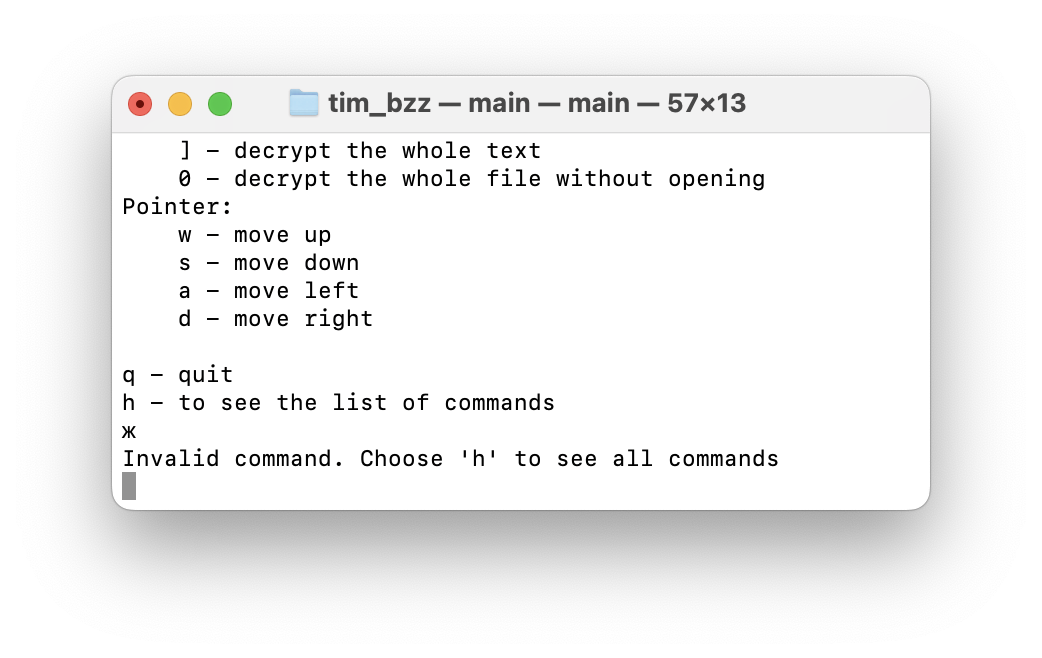 tim_bzz — main — main — 57×13
] – decrypt the whole text
0 – decrypt the whole file without opening
Pointer:
w – move up
s – move down
a – move left
d – move right
q – quit
h – to see the list of commands
ж
Invalid command. Choose 'h' to see all commands